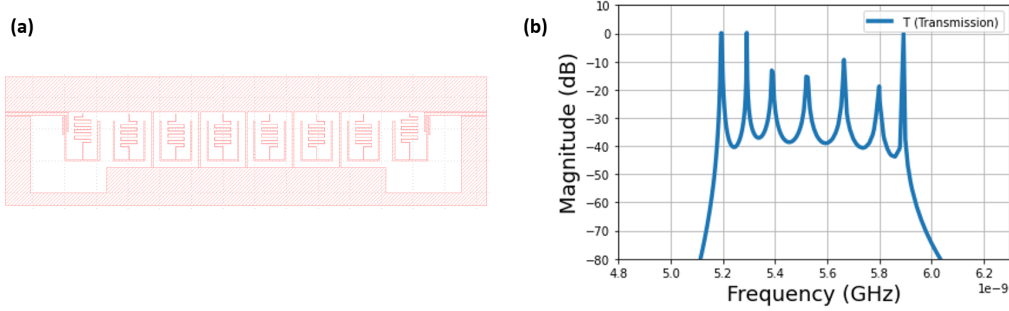 (a)
(b)
10
0
−10
−20
−30
−40
−50
−60
−70
−80
Magnitude (dB)
T (Transmission)
4.8 5.0 5.2 5.4 5.6 5.8 6.0 6.2
1e−9
Frequency (GHz)